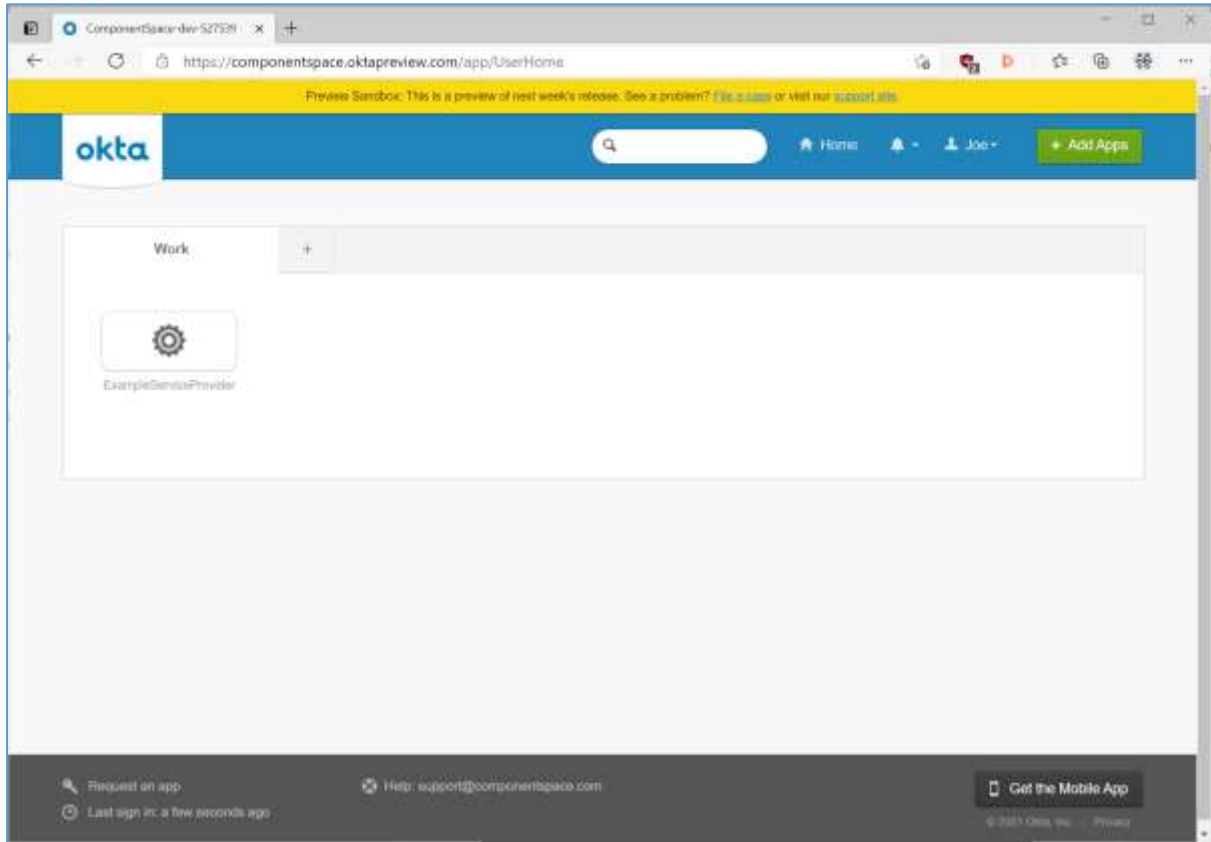 ComponentSpace-dev-527539
https://componentspace.oktapreview.com/app/UserHome
Preview Sandbox: This is a preview of next week's release. See a problem? File a case or visit our support site.
okta
Home
Joe
+ Add Apps
Work
+
ExampleServiceProvider
Request an app
Help: support@componentspace.com
Get the Mobile App
Last sign in: a few seconds ago
© 2021 Okta, Inc. Privacy